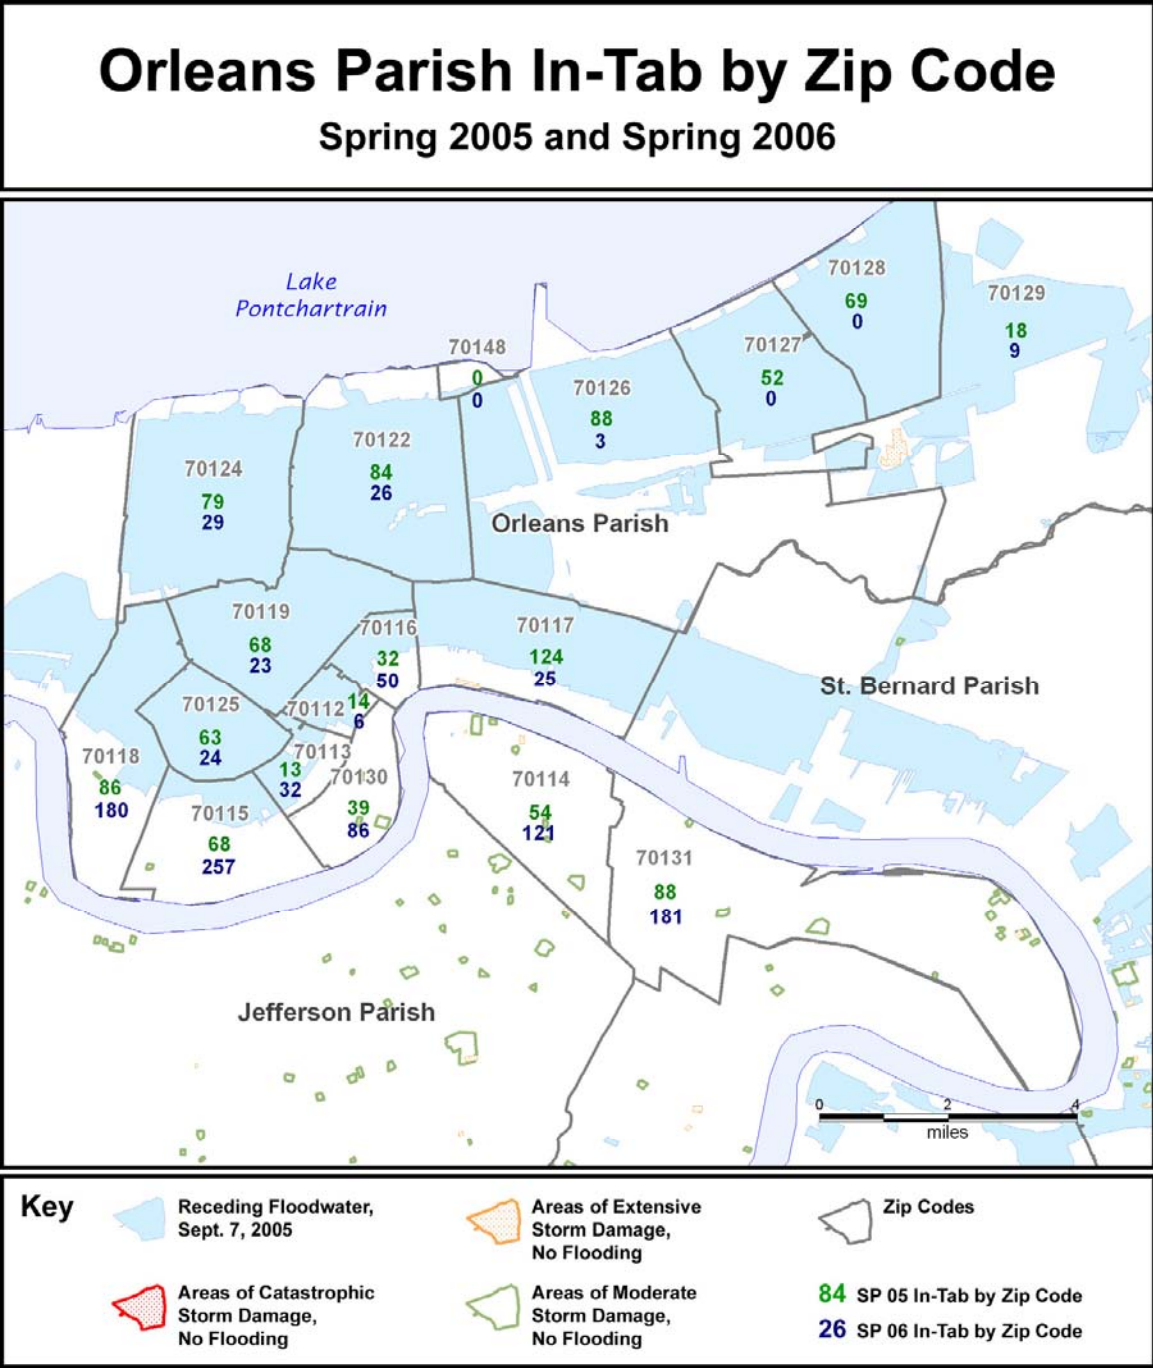 Orleans Parish In-Tab by Zip Code
Spring 2005 and Spring 2006
Lake
Pontchartrain
70128
69
0
70129
18
9
70148
0
0
70127
52
0
70126
88
3
70122
84
26
70124
79
29
Orleans Parish
70119
68
23
70116
32
50
70117
124
25
St. Bernard Parish
70125
63
24
70112
14
6
70118
86
180
70113
13
32
70130
39
86
70114
54
121
70115
68
257
70131
88
181
Jefferson Parish
0 2 4
miles
Key
Receding Floodwater,
Sept. 7, 2005
Areas of Extensive
Storm Damage,
No Flooding
Zip Codes
Areas of Catastrophic
Storm Damage,
No Flooding
Areas of Moderate
Storm Damage,
No Flooding
84 SP 05 In-Tab by Zip Code
26 SP 06 In-Tab by Zip Code